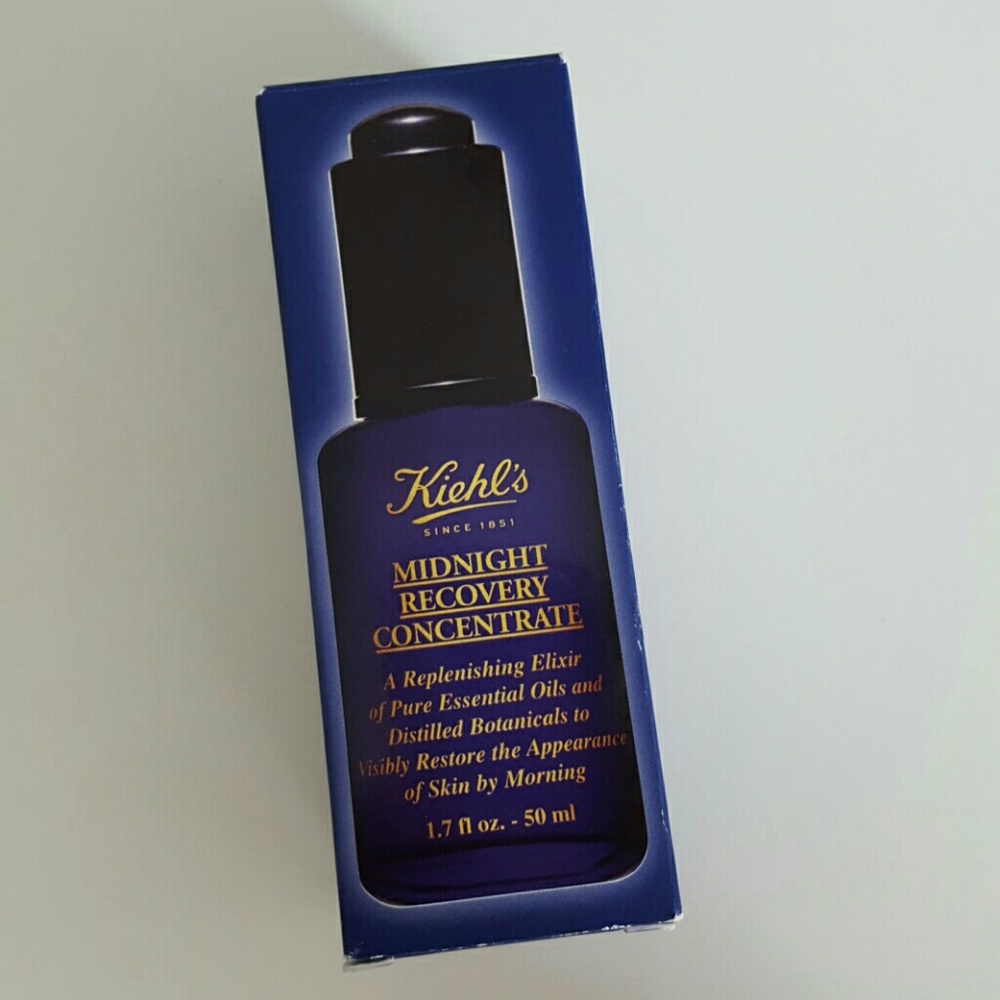 Kiehl's
SINCE 1851
MIDNIGHT
RECOVERY
CONCENTRATE
A Replenishing Elixir
of Pure Essential Oils and
Distilled Botanicals to
Visibly Restore the Appearance
of Skin by Morning
1.7 fl oz. - 50 ml